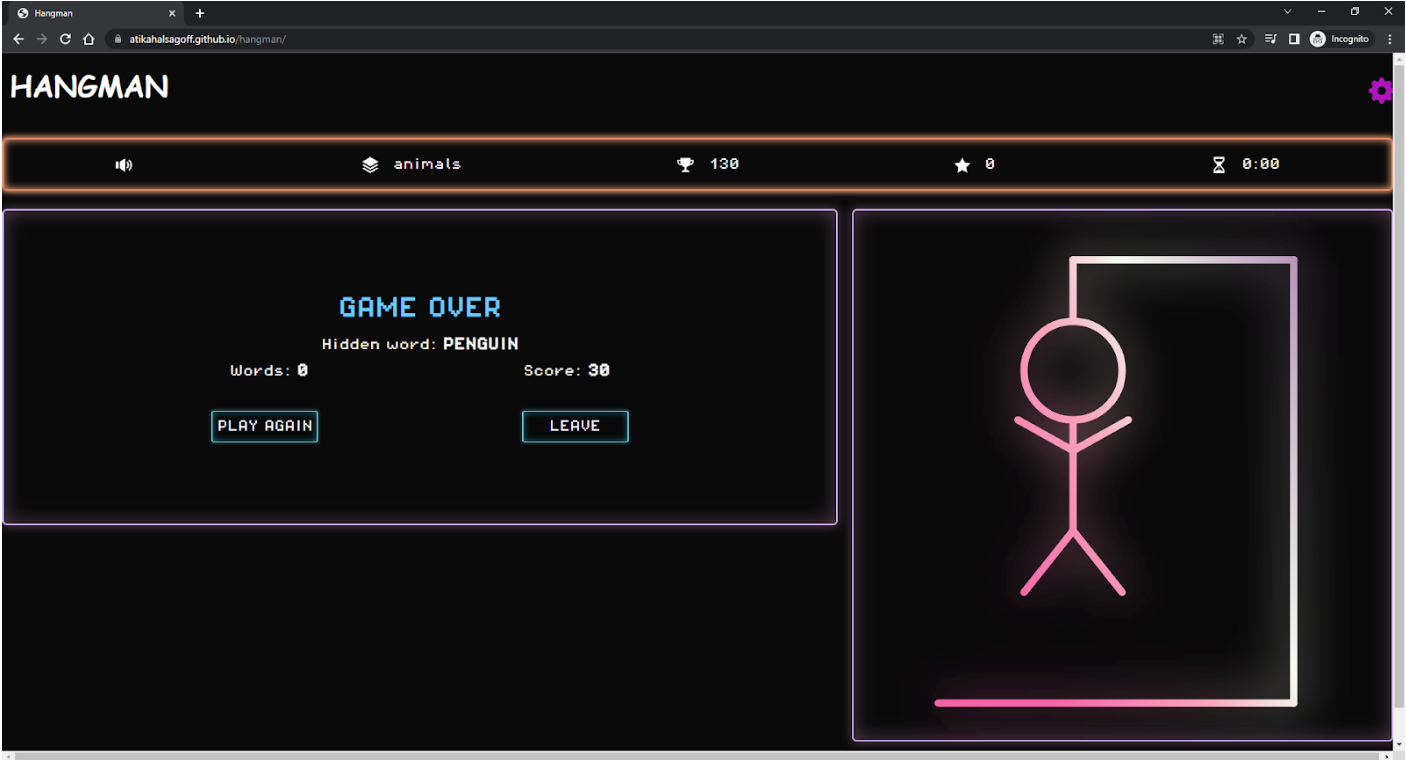 Hangman
atikahalsagoff.github.io/hangman/
Incognito
HANGMAN
animals 130 0 0:00
GAME OVER
Hidden word: PENGUIN
Words: 0 Score: 30
PLAY AGAIN LEAVE